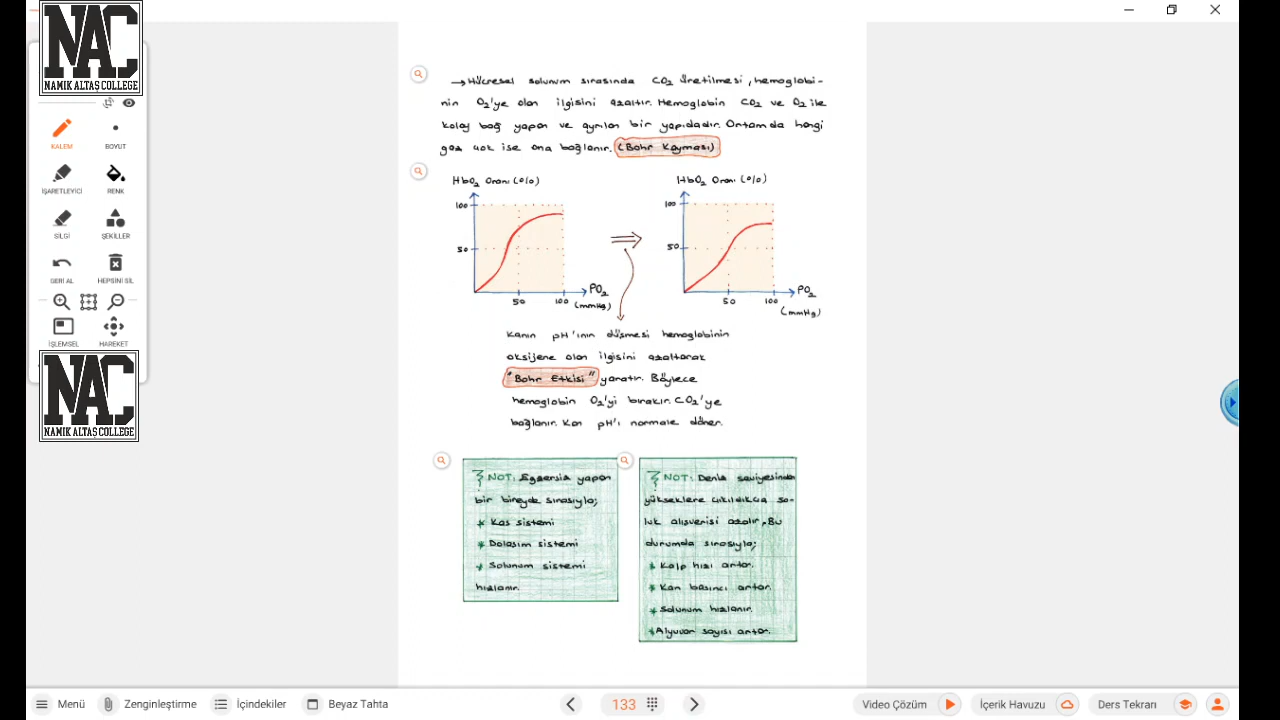 NAC
NAMIK ALTAŞ COLLEGE
KALEM
BOYUT
İŞARETLEYİCİ
RENK
SİLGİ
ŞEKİLLER
GERİ AL
HEPSİNİ SİL
İŞLEMSEL
HAREKET
NAC
NAMIK ALTAŞ COLLEGE
→ Hücresel solunum sırasında CO₂ üretilmesi, hemoglobi-
nin O₂'ye olan ilgisini azaltır. Hemoglobin CO₂ ve O₂ ile
kolay bağ yapan ve ayrılan bir yapıdadır. Ortamda hangi
gaz çok ise ona bağlanır. (Bohr Kayması)
HbO₂ Oranı (%)
100
50
50
100
PO₂
(mmHg)
HbO₂ Oranı (%)
100
50
50
100
PO₂
(mmHg)
Kanın pH'ının düşmesi hemoglobinin
oksijene olan ilgisini azaltarak
"Bohr Etkisi" yaratır. Böylece
hemoglobin O₂'yi bırakır. CO₂'ye
bağlanır. Kan pH'ı normale döner.
NOT: Egzersiz yapan
bir bireyde sırasıyla;
* Kas sistemi
* Dolaşım sistemi
* Solunum sistemi
hızlanır.
NOT: Deniz seviyesinden
yükseklere çıkıldıkça so-
luk alışverişi azalır. Bu
durumda sırasıyla;
* Kalp hızı artar.
* Kan basıncı artar.
* Solunum hızlanır.
* Alyuvar sayısı artar.
Menü
Zenginleştirme
İçindekiler
Beyaz Tahta
133
Video Çözüm
İçerik Havuzu
Ders Tekrarı